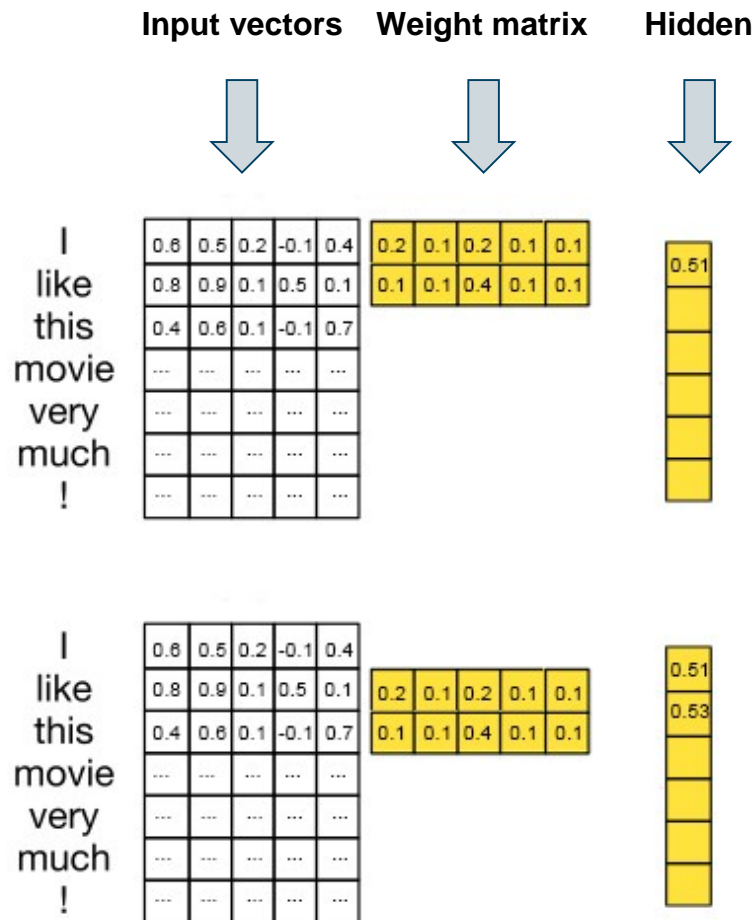 Input vectors Weight matrix Hidden
I 0.6 0.5 0.2 -0.1 0.4 0.2 0.1 0.2 0.1 0.1 0.51
like 0.8 0.9 0.1 0.5 0.1 0.1 0.1 0.4 0.1 0.1
this 0.4 0.6 0.1 -0.1 0.7
movie ... ... ... ... ...
very ... ... ... ... ...
much ... ... ... ... ...
! ... ... ... ... ...
I 0.6 0.5 0.2 -0.1 0.4 0.51
like 0.8 0.9 0.1 0.5 0.1 0.2 0.1 0.2 0.1 0.1 0.53
this 0.4 0.6 0.1 -0.1 0.7 0.1 0.1 0.4 0.1 0.1
movie ... ... ... ... ...
very ... ... ... ... ...
much ... ... ... ... ...
! ... ... ... ... ...